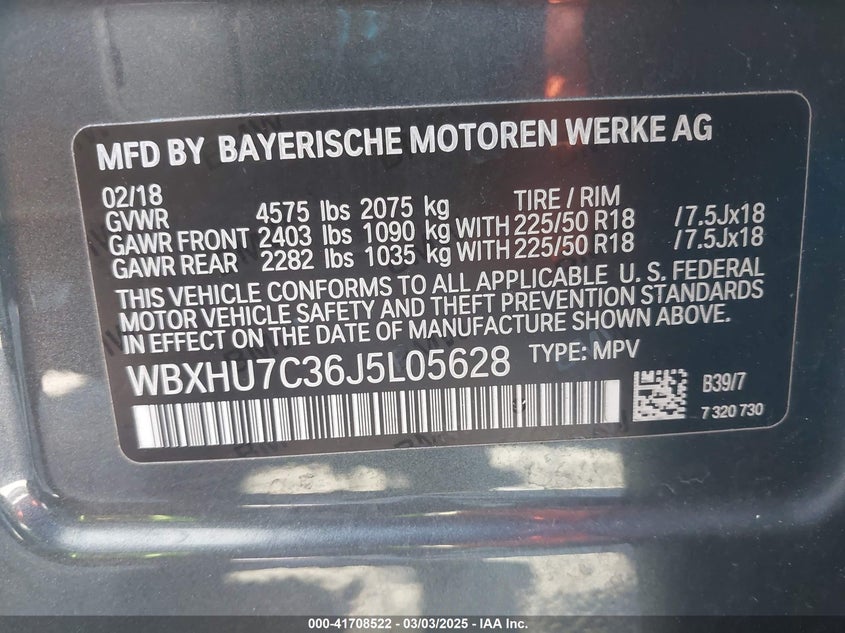 MFD BY BAYERISCHE MOTOREN WERKE AG
02/18 TIRE / RIM
GVWR 4575 lbs 2075 kg
GAWR FRONT 2403 lbs 1090 kg WITH 225/50 R18 /7.5Jx18
GAWR REAR 2282 lbs 1035 kg WITH 225/50 R18 /7.5Jx18
THIS VEHICLE CONFORMS TO ALL APPLICABLE U. S. FEDERAL
MOTOR VEHICLE SAFETY AND THEFT PREVENTION STANDARDS
IN EFFECT ON THE DATE OF MANUFACTURE SHOWN ABOVE.
WBXHU7C36J5L05628 TYPE: MPV
B39/7
7 320 730
000-41708522 — 03/03/2025 — IAA Inc.